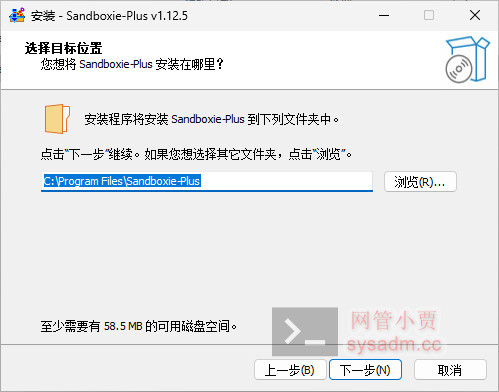 安装 - Sandboxie-Plus v1.12.5
选择目标位置
您想将 Sandboxie-Plus 安装在哪里？
安装程序将安装 Sandboxie-Plus 到下列文件夹中。
点击“下一步”继续。如果您想选择其它文件夹，点击“浏览”。
C:\Program Files\Sandboxie-Plus
浏览(R)...
至少需要有 58.5 MB 的可用磁盘空间。
网管小贾
sysadm.cc
上一步(B)
下一步(N)
取消